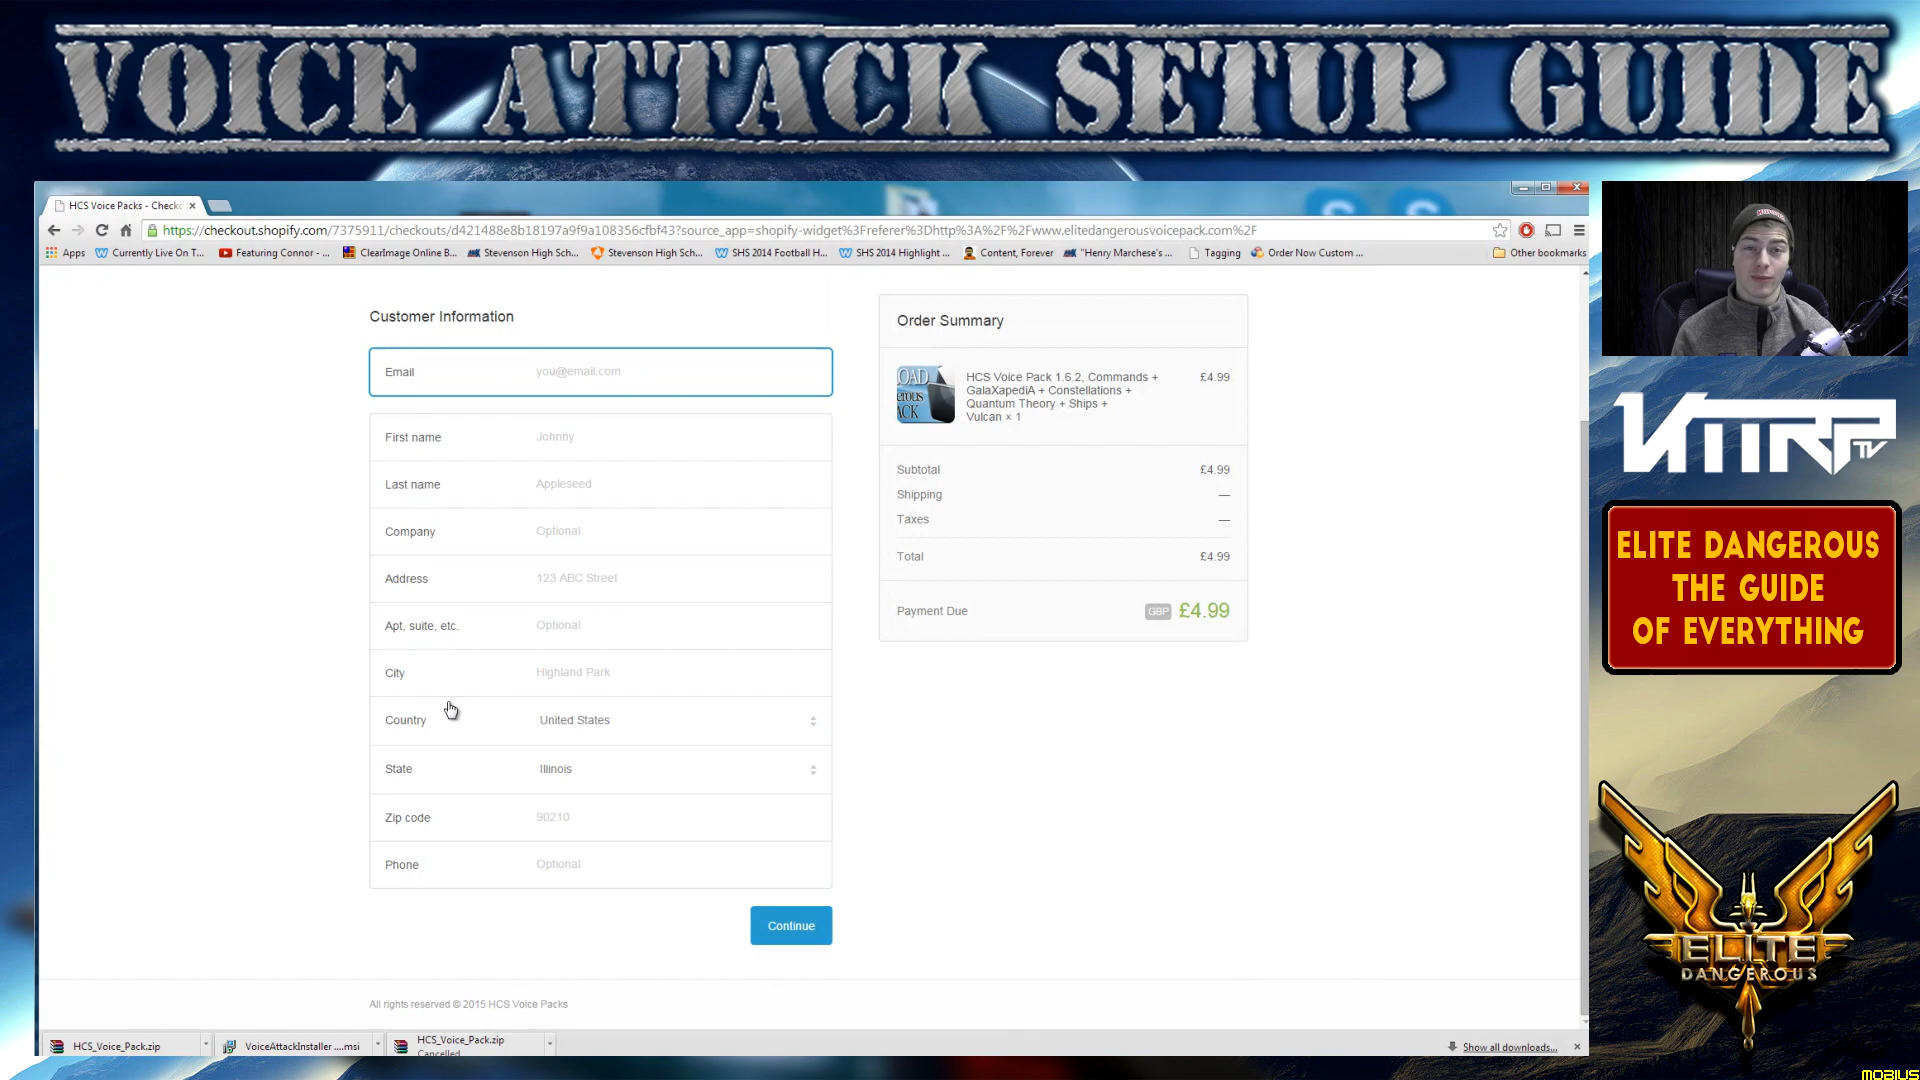 VOICE ATTACK SETUP GUIDE
HCS Voice Packs - Checkc
https://checkout.shopify.com/7375911/checkouts/d421488e8b18197a9f9a108356cfbf43?source_app=shopify-widget%3Freferer%3Dhttp%3A%2F%2Fwww.elitedangerousvoicepack.com%2F
Apps
Currently Live On T...
Featuring Connor - ...
ClearImage Online B...
Stevenson High Sch...
Stevenson High Sch...
SHS 2014 Football H...
SHS 2014 Highlight ...
Content, Forever
"Henry Marchese's ...
Tagging
Order Now Custom ...
Other bookmarks
Customer Information
Email you@email.com
First name Johnny
Last name Appleseed
Company Optional
Address 123 ABC Street
Apt, suite, etc. Optional
City Highland Park
Country United States
State Illinois
Zip code 90210
Phone Optional
Continue
Order Summary
OAD
erous
ACK
HCS Voice Pack 1.6.2, Commands + £4.99
GalaXapediA + Constellations +
Quantum Theory + Ships +
Vulcan × 1
Subtotal £4.99
Shipping —
Taxes —
Total £4.99
Payment Due GBP £4.99
All rights reserved © 2015 HCS Voice Packs
HCS_Voice_Pack.zip
VoiceAttackInstaller ....msi
HCS_Voice_Pack.zip
Cancelled
Show all downloads...
TV
ELITE DANGEROUS
THE GUIDE
OF EVERYTHING
ELITE
DANGEROUS
MOBIUS